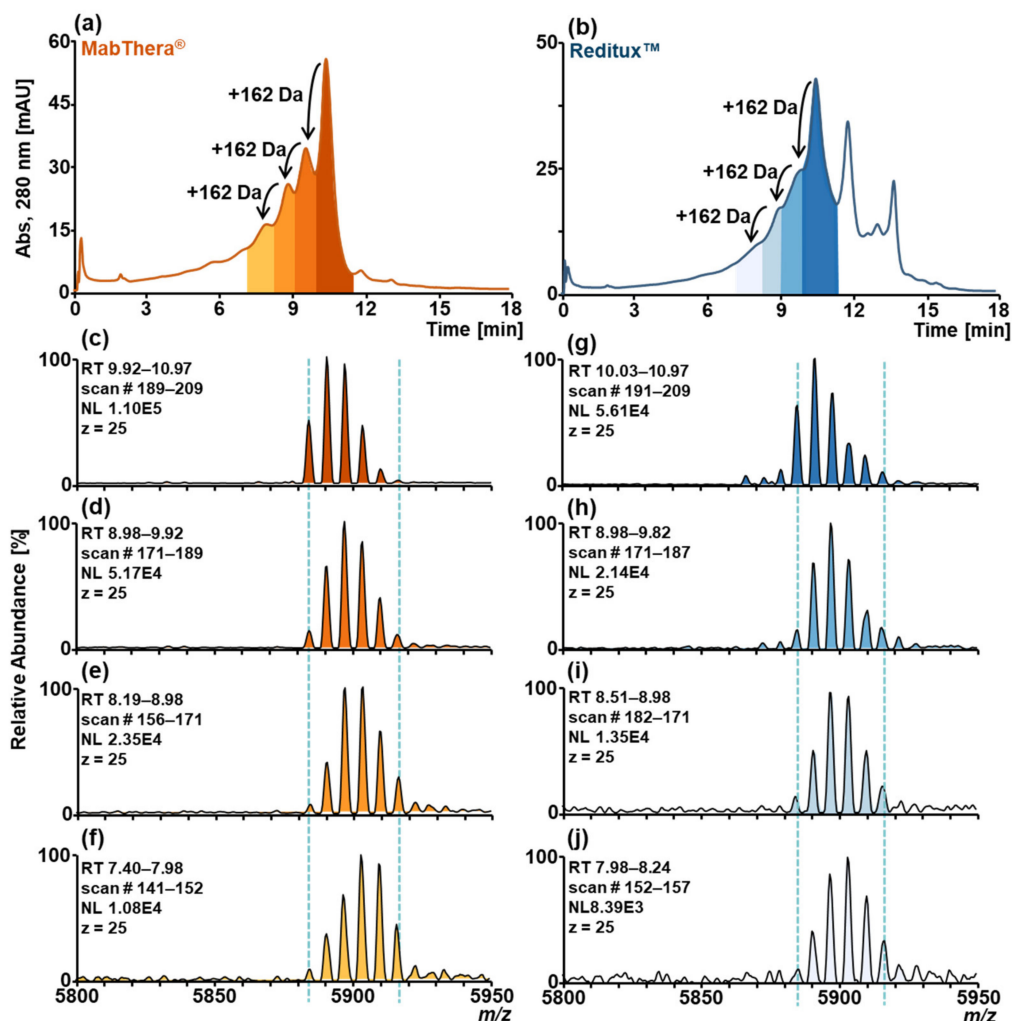 (a)
MabThera®
60
45
30
15
0
Abs, 280 nm [mAU]
+162 Da
+162 Da
+162 Da
0 3 6 9 12 15 18
Time [min]
(b)
Reditux™
50
25
0
+162 Da
+162 Da
+162 Da
0 3 6 9 12 15 18
Time [min]
Relative Abundance [%]
(c)
100
RT 9.92–10.97
scan # 189–209
NL 1.10E5
z = 25
0
(d)
100
RT 8.98–9.92
scan # 171–189
NL 5.17E4
z = 25
0
(e)
100
RT 8.19–8.98
scan # 156–171
NL 2.35E4
z = 25
0
(f)
100
RT 7.40–7.98
scan # 141–152
NL 1.08E4
z = 25
0
5800 5850 5900 5950
m/z
(g)
100
RT 10.03–10.97
scan # 191–209
NL 5.61E4
z = 25
0
(h)
100
RT 8.98–9.82
scan # 171–187
NL 2.14E4
z = 25
0
(i)
100
RT 8.51–8.98
scan # 182–171
NL 1.35E4
z = 25
0
(j)
100
RT 7.98–8.24
scan # 152–157
NL8.39E3
z = 25
0
5800 5850 5900 5950
m/z